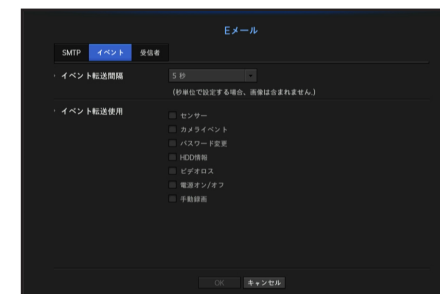 Eメール
SMTP イベント 受信者
· イベント転送間隔 5 秒
(秒単位で設定する場合、画像は含まれません.)
· イベント転送使用
センサー
カメライベント
パスワード変更
HDD情報
ビデオロス
電源オン/オフ
手動録画
OK キャンセル